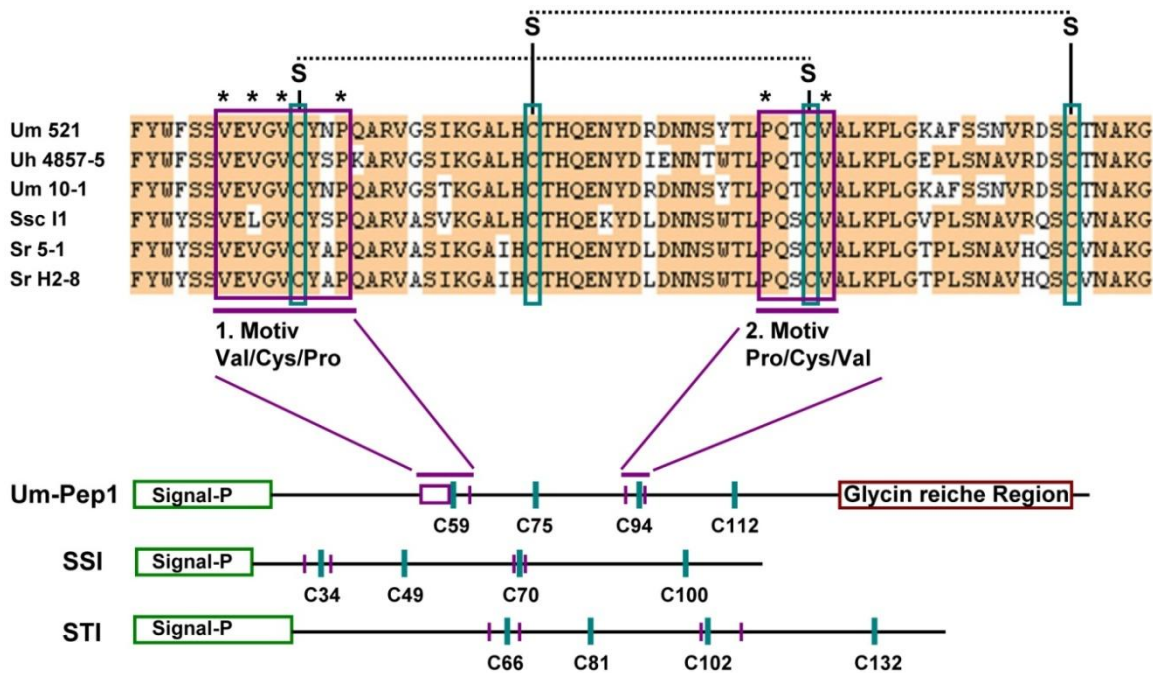 S S
S S
* * * * * *
Um 521 FYWFSSVEVGVCYNPQARVGSIKGALHCTHQENYDRDNNSYTLPQTCVALKPLGKAFSSNVRDSCTNAKG
Uh 4857-5 FYWFSSVEVGVCYSPKARVGSIKGALHCTHQENYDIENNTWTLPQTCVALKPLGEPLSNAVRDSCTNAKG
Um 10-1 FYWFSSVEVGVCYNPQARVGSTKGALHCTHQENYDRDNNSYTLPQTCVALKPLGKAFSSNVRDSCTNAKG
Ssc I1 FYWYSSVELGVCYSPQARVASVKGALHCTHQEKYDLDNNSWTLPQSCVALKPLGVPLSNAVRQSCVNAKG
Sr 5-1 FYWYSSVEVGVCYAPQARVASIKGAIHCTHQENYDLDNNSWTLPQSCVALKPLGTPLSNAVHQSCVNAKG
Sr H2-8 FYWYSSVEVGVCYAPQARVASIKGAIHCTHQENYDLDNNSWTLPQSCVALKPLGTPLSNAVHQSCVNAKG
1. Motiv
Val/Cys/Pro
2. Motiv
Pro/Cys/Val
Um-Pep1 Signal-P Glycin reiche Region
C59 C75 C94 C112
SSI Signal-P
C34 C49 C70 C100
STI Signal-P
C66 C81 C102 C132